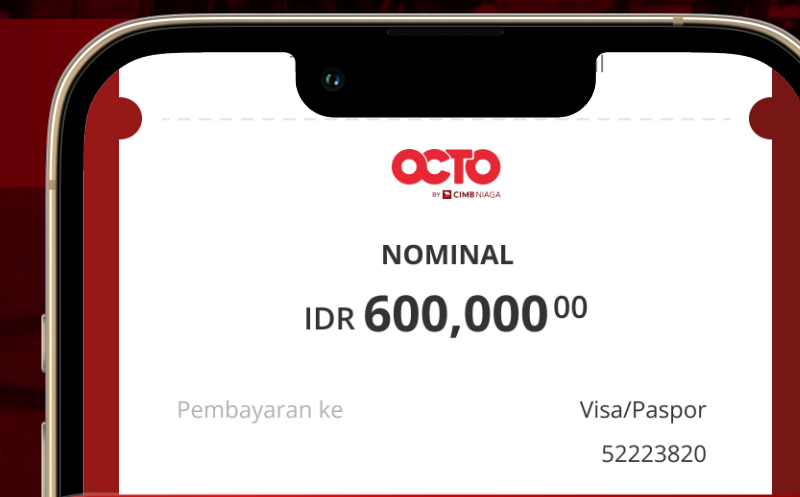 OCTO
BY CIMB NIAGA
NOMINAL
IDR 600,000 00
Pembayaran ke Visa/Paspor
52223820